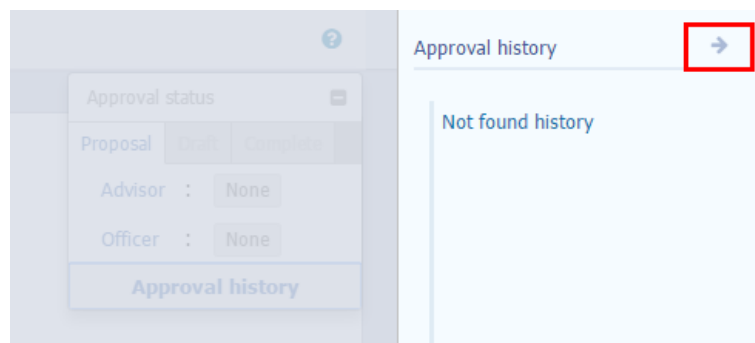 Approval history
Not found history
Approval status
Proposal Draft Complete
Advisor : None
Officer : None
Approval history